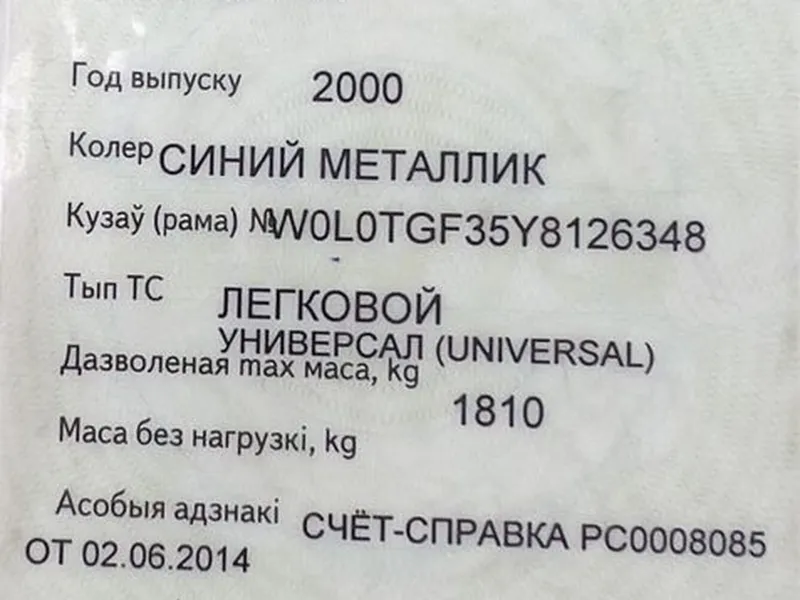 Год выпуску 2000
Колер СИНИЙ МЕТАЛЛИК
Кузаў (рама) № W0L0TGF35Y8126348
Тып ТС ЛЕГКОВОЙ
УНИВЕРСАЛ (UNIVERSAL)
Дазволеная max маса, kg
1810
Маса без нагрузкі, kg
Асобыя адзнакі СЧЁТ-СПРАВКА РС0008085
ОТ 02.06.2014